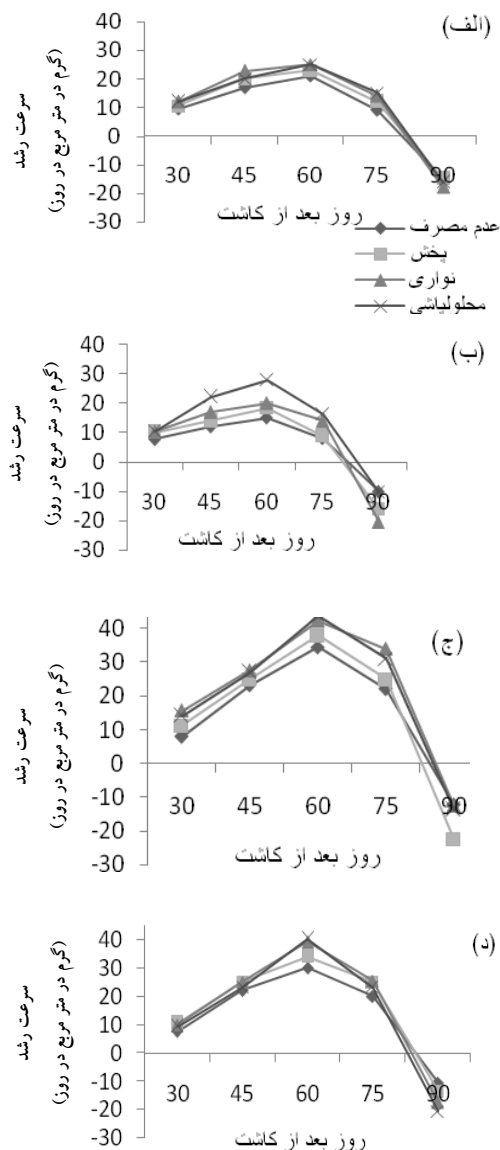 (الف)
سرعت رشد
(گرم در متر مربع در روز)
40
30
20
10
0
-10
-20
-30
30 45 60 75 90
روز بعد از کاشت
عدم مصرف
پخش
نواری
محلولپاشی
(ب)
سرعت رشد
(گرم در متر مربع در روز)
40
30
20
10
0
-10
-20
-30
30 45 60 75 90
روز بعد از کاشت
(ج)
سرعت رشد
(گرم در متر مربع در روز)
40
30
20
10
0
-10
-20
-30
30 45 60 75 90
روز بعد از کاشت
(د)
سرعت رشد
(گرم در متر مربع در روز)
40
30
20
10
0
-10
-20
-30
30 45 60 75 90
روز بعد از کاشت